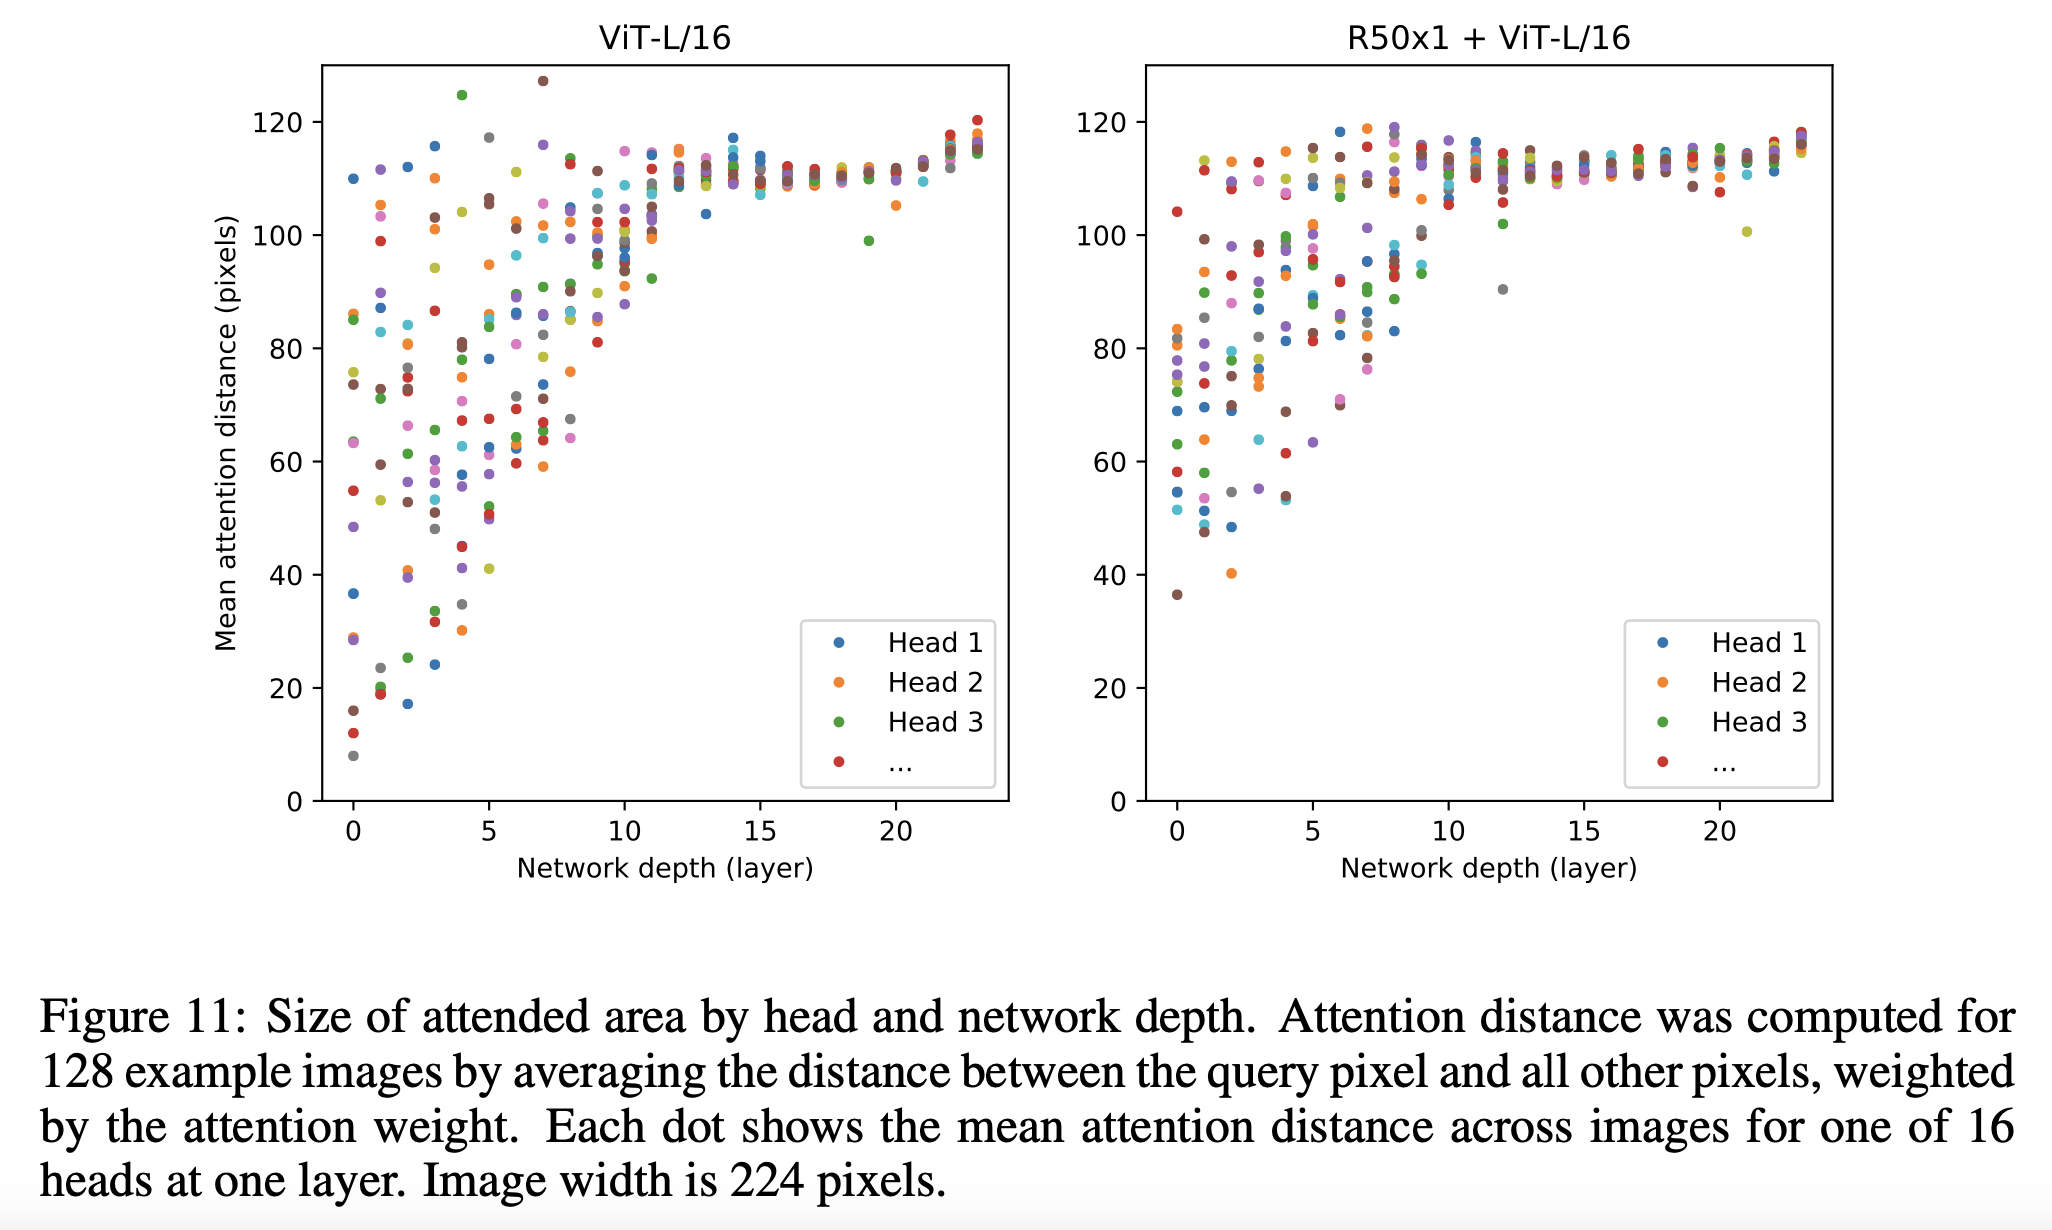 ViT-L/16
R50x1 + ViT-L/16
Mean attention distance (pixels)
120
100
80
60
40
20
0
0 5 10 15 20
Network depth (layer)
Head 1
Head 2
Head 3
...
120
100
80
60
40
20
0
0 5 10 15 20
Network depth (layer)
Head 1
Head 2
Head 3
...
Figure 11: Size of attended area by head and network depth. Attention distance was computed for
128 example images by averaging the distance between the query pixel and all other pixels, weighted
by the attention weight. Each dot shows the mean attention distance across images for one of 16
heads at one layer. Image width is 224 pixels.